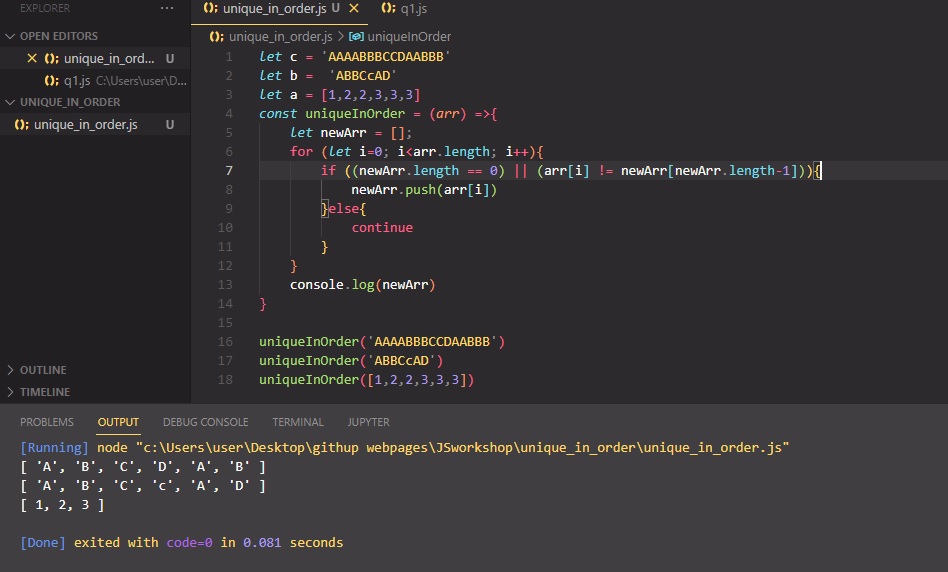 EXPLORER ...
OPEN EDITORS
unique_in_ord... U
q1.js C:\Users\user\D...
UNIQUE_IN_ORDER
unique_in_order.js U
OUTLINE
TIMELINE
unique_in_order.js U q1.js
unique_in_order.js > uniqueInOrder
1 let c = 'AAAABBBCCDAABBB'
2 let b =  'ABBCcAD'
3 let a = [1,2,2,3,3,3]
4 const uniqueInOrder = (arr) =>{
5     let newArr = [];
6     for (let i=0; i<arr.length; i++){
7         if ((newArr.length == 0) || (arr[i] != newArr[newArr.length-1])){
8             newArr.push(arr[i])
9         }else{
10             continue
11         }
12     }
13     console.log(newArr)
14 }
15
16 uniqueInOrder('AAAABBBCCDAABBB')
17 uniqueInOrder('ABBCcAD')
18 uniqueInOrder([1,2,2,3,3,3])
PROBLEMS OUTPUT DEBUG CONSOLE TERMINAL JUPYTER
[Running] node "c:\Users\user\Desktop\githup webpages\JSworkshop\unique_in_order\unique_in_order.js"
[ 'A', 'B', 'C', 'D', 'A', 'B' ]
[ 'A', 'B', 'C', 'c', 'A', 'D' ]
[ 1, 2, 3 ]
[Done] exited with code=0 in 0.081 seconds